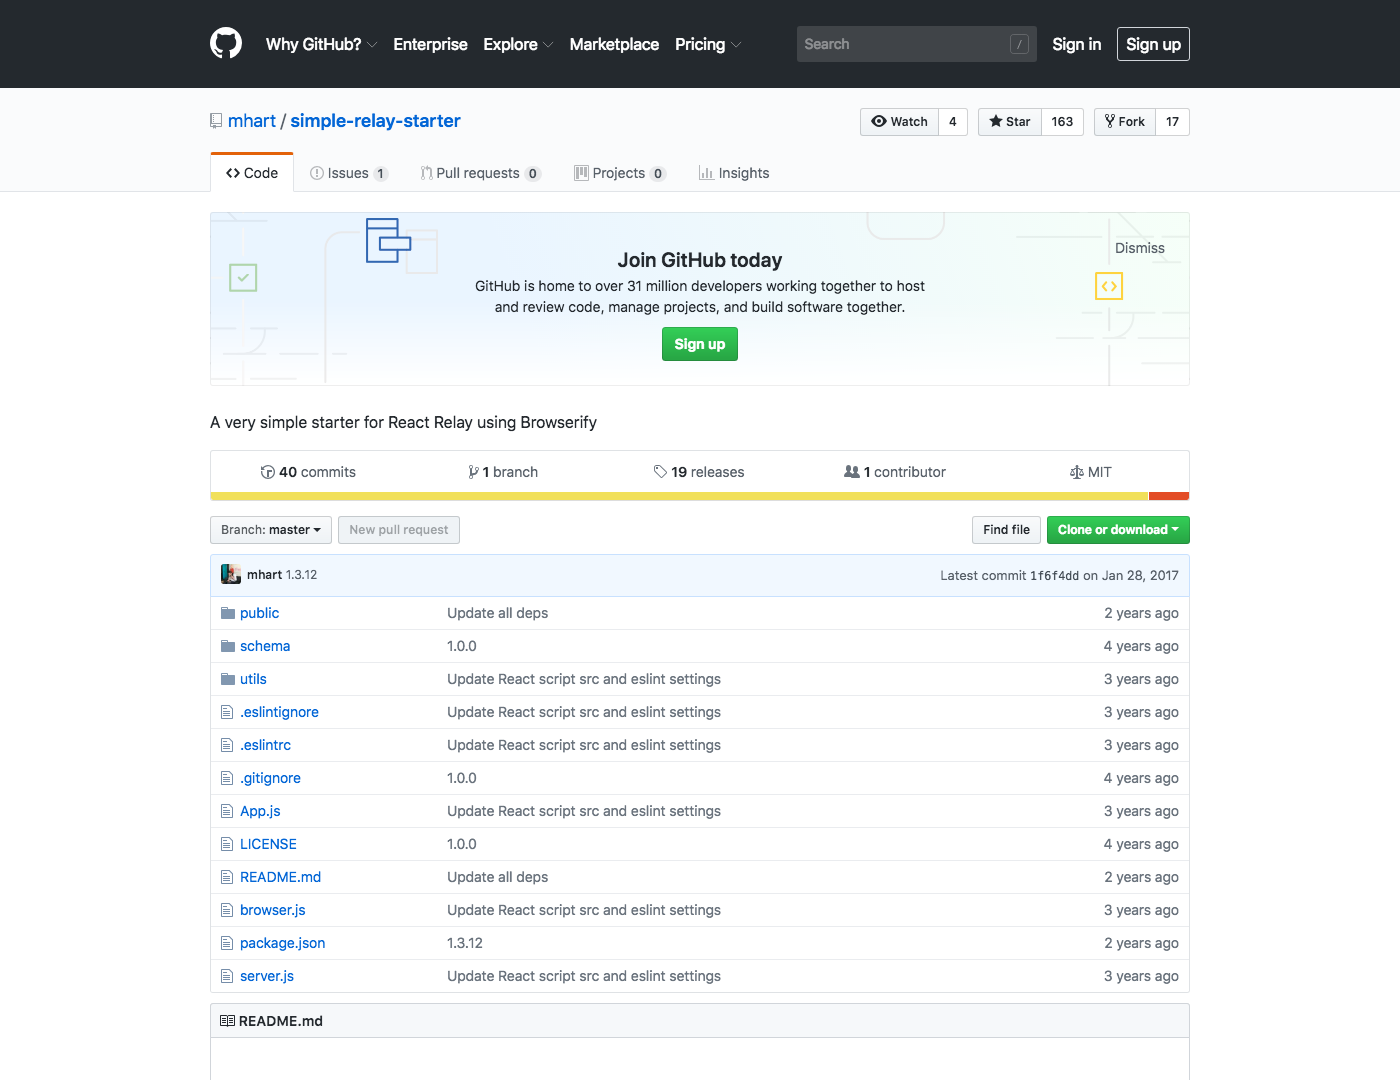 Why GitHub? Enterprise Explore Marketplace Pricing Search / Sign in Sign up
mhart / simple-relay-starter Watch 4 Star 163 Fork 17
Code Issues 1 Pull requests 0 Projects 0 Insights
Dismiss
Join GitHub today
GitHub is home to over 31 million developers working together to host
and review code, manage projects, and build software together.
Sign up
A very simple starter for React Relay using Browserify
40 commits 1 branch 19 releases 1 contributor MIT
Branch: master New pull request Find file Clone or download
mhart 1.3.12 Latest commit 1f6f4dd on Jan 28, 2017
public Update all deps 2 years ago
schema 1.0.0 4 years ago
utils Update React script src and eslint settings 3 years ago
.eslintignore Update React script src and eslint settings 3 years ago
.eslintrc Update React script src and eslint settings 3 years ago
.gitignore 1.0.0 4 years ago
App.js Update React script src and eslint settings 3 years ago
LICENSE 1.0.0 4 years ago
README.md Update all deps 2 years ago
browser.js Update React script src and eslint settings 3 years ago
package.json 1.3.12 2 years ago
server.js Update React script src and eslint settings 3 years ago
README.md